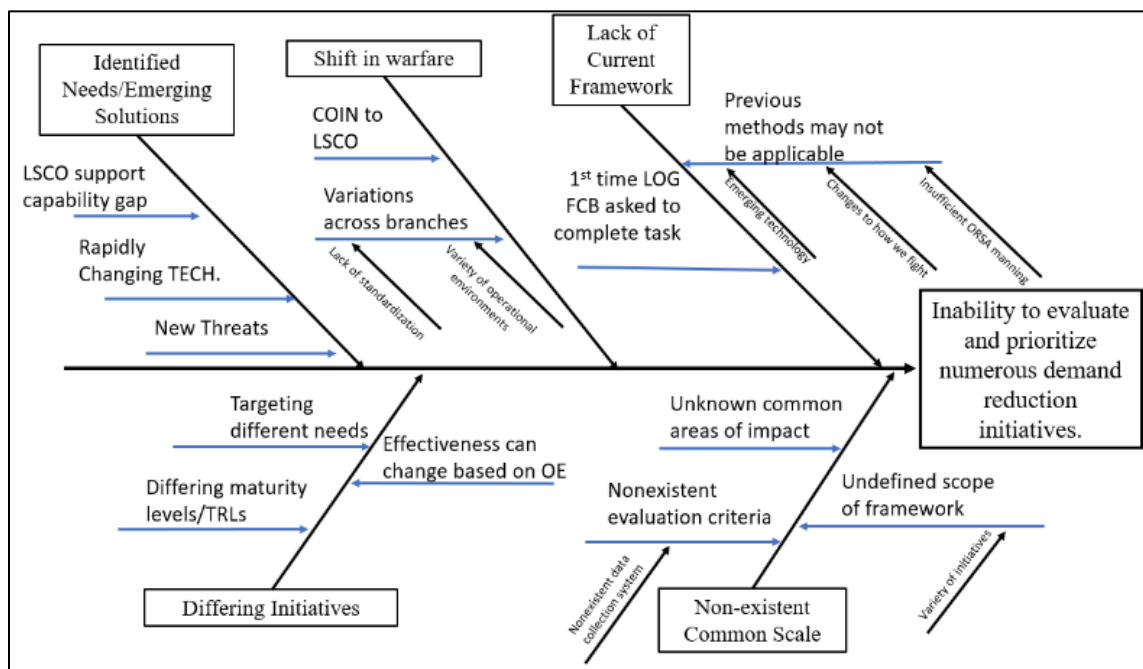 Identified
Needs/Emerging
Solutions
Shift in warfare
Lack of
Current
Framework
LSCO support
capability gap
Rapidly
Changing TECH.
New Threats
COIN to
LSCO
Variations
across branches
Lack of standardization
Variety of operational
environments
1st time LOG
FCB asked to
complete task
Previous
methods may not
be applicable
Emerging technology
Changes to how we fight
Insufficient ORSA manning
Inability to evaluate
and prioritize
numerous demand
reduction
initiatives.
Targeting
different needs
Effectiveness can
change based on OE
Differing maturity
levels/TRLs
Differing Initiatives
Unknown common
areas of impact
Nonexistent
evaluation criteria
Nonexistent data
collection system
Undefined scope
of framework
Variety of initiatives
Non-existent
Common Scale